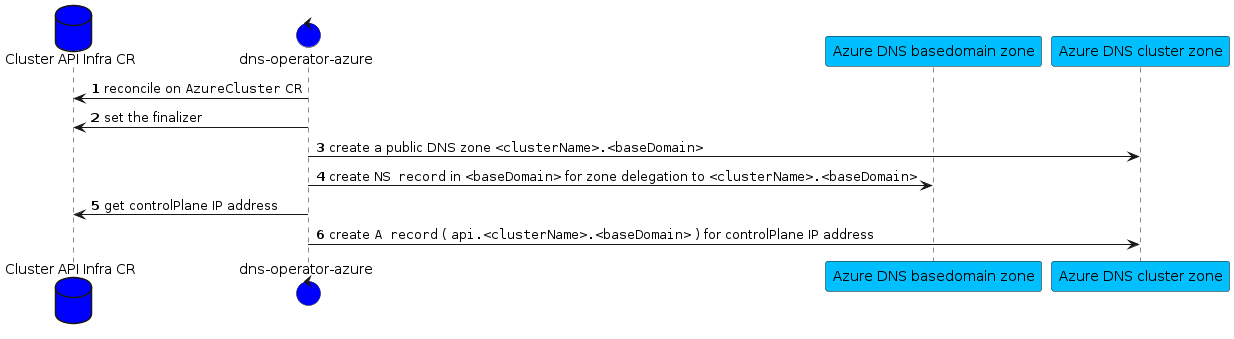 Cluster API Infra CR
dns-operator-azure
Azure DNS basedomain zone
Azure DNS cluster zone
1 reconcile on AzureCluster CR
2 set the finalizer
3 create a public DNS zone <clusterName>.<baseDomain>
4 create NS record in <baseDomain> for zone delegation to <clusterName>.<baseDomain>
5 get controlPlane IP address
6 create A record ( api.<clusterName>.<baseDomain> ) for controlPlane IP address
Cluster API Infra CR
dns-operator-azure
Azure DNS basedomain zone
Azure DNS cluster zone